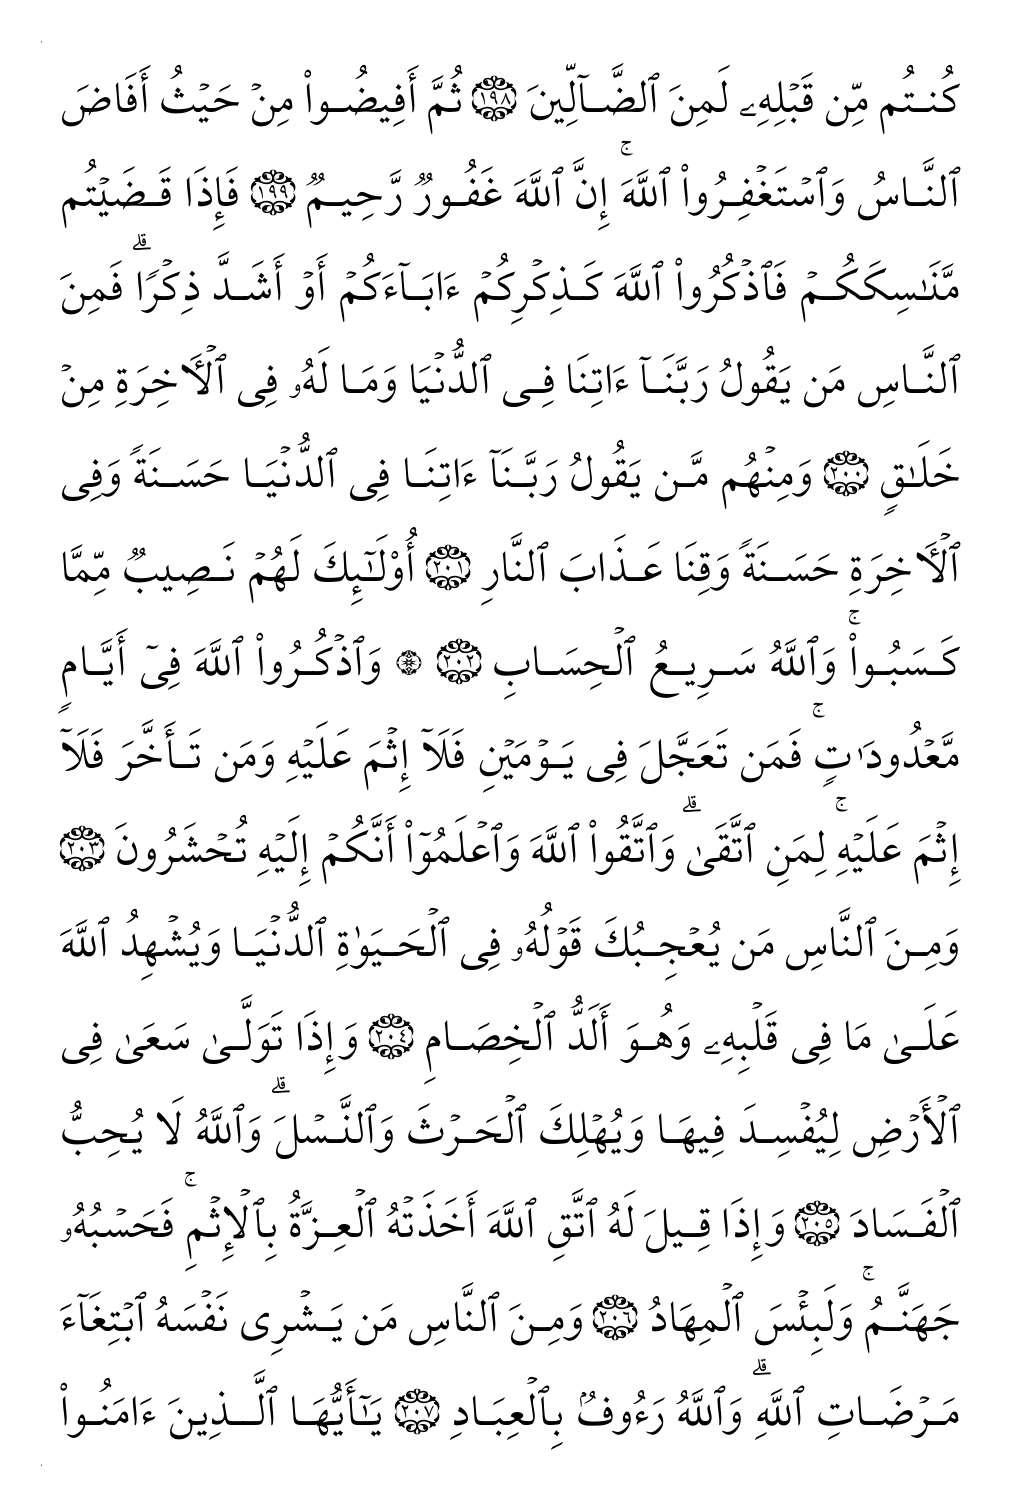 كُنتُم مِّن قَبۡلِهِۦ لَمِنَ ٱلضَّآلِّينَ ١٩٨ ثُمَّ أَفِيضُواْ مِنۡ حَيۡثُ أَفَاضَ
ٱلنَّاسُ وَٱسۡتَغۡفِرُواْ ٱللَّهَۚ إِنَّ ٱللَّهَ غَفُورٞ رَّحِيمٞ ١٩٩ فَإِذَا قَضَيۡتُم
مَّنَٰسِكَكُمۡ فَٱذۡكُرُواْ ٱللَّهَ كَذِكۡرِكُمۡ ءَابَآءَكُمۡ أَوۡ أَشَدَّ ذِكۡرٗاۗ فَمِنَ
ٱلنَّاسِ مَن يَقُولُ رَبَّنَآ ءَاتِنَا فِي ٱلدُّنۡيَا وَمَا لَهُۥ فِي ٱلۡأٓخِرَةِ مِنۡ
خَلَٰقٖ ٢٠٠ وَمِنۡهُم مَّن يَقُولُ رَبَّنَآ ءَاتِنَا فِي ٱلدُّنۡيَا حَسَنَةٗ وَفِي
ٱلۡأٓخِرَةِ حَسَنَةٗ وَقِنَا عَذَابَ ٱلنَّارِ ٢٠١ أُوْلَٰٓئِكَ لَهُمۡ نَصِيبٞ مِّمَّا
كَسَبُواْۚ وَٱللَّهُ سَرِيعُ ٱلۡحِسَابِ ٢٠٢ ۞ وَٱذۡكُرُواْ ٱللَّهَ فِيٓ أَيَّامٖ
مَّعۡدُودَٰتٖۚ فَمَن تَعَجَّلَ فِي يَوۡمَيۡنِ فَلَآ إِثۡمَ عَلَيۡهِ وَمَن تَأَخَّرَ فَلَآ
إِثۡمَ عَلَيۡهِۚ لِمَنِ ٱتَّقَىٰۗ وَٱتَّقُواْ ٱللَّهَ وَٱعۡلَمُوٓاْ أَنَّكُمۡ إِلَيۡهِ تُحۡشَرُونَ ٢٠٣
وَمِنَ ٱلنَّاسِ مَن يُعۡجِبُكَ قَوۡلُهُۥ فِي ٱلۡحَيَوٰةِ ٱلدُّنۡيَا وَيُشۡهِدُ ٱللَّهَ
عَلَىٰ مَا فِي قَلۡبِهِۦ وَهُوَ أَلَدُّ ٱلۡخِصَامِ ٢٠٤ وَإِذَا تَوَلَّىٰ سَعَىٰ فِي
ٱلۡأَرۡضِ لِيُفۡسِدَ فِيهَا وَيُهۡلِكَ ٱلۡحَرۡثَ وَٱلنَّسۡلَۗ وَٱللَّهُ لَا يُحِبُّ
ٱلۡفَسَادَ ٢٠٥ وَإِذَا قِيلَ لَهُ ٱتَّقِ ٱللَّهَ أَخَذَتۡهُ ٱلۡعِزَّةُ بِٱلۡإِثۡمِۚ فَحَسۡبُهُۥ
جَهَنَّمُۖ وَلَبِئۡسَ ٱلۡمِهَادُ ٢٠٦ وَمِنَ ٱلنَّاسِ مَن يَشۡرِي نَفۡسَهُ ٱبۡتِغَآءَ
مَرۡضَاتِ ٱللَّهِۗ وَٱللَّهُ رَءُوفُۢ بِٱلۡعِبَادِ ٢٠٧ يَٰٓأَيُّهَا ٱلَّذِينَ ءَامَنُواْ